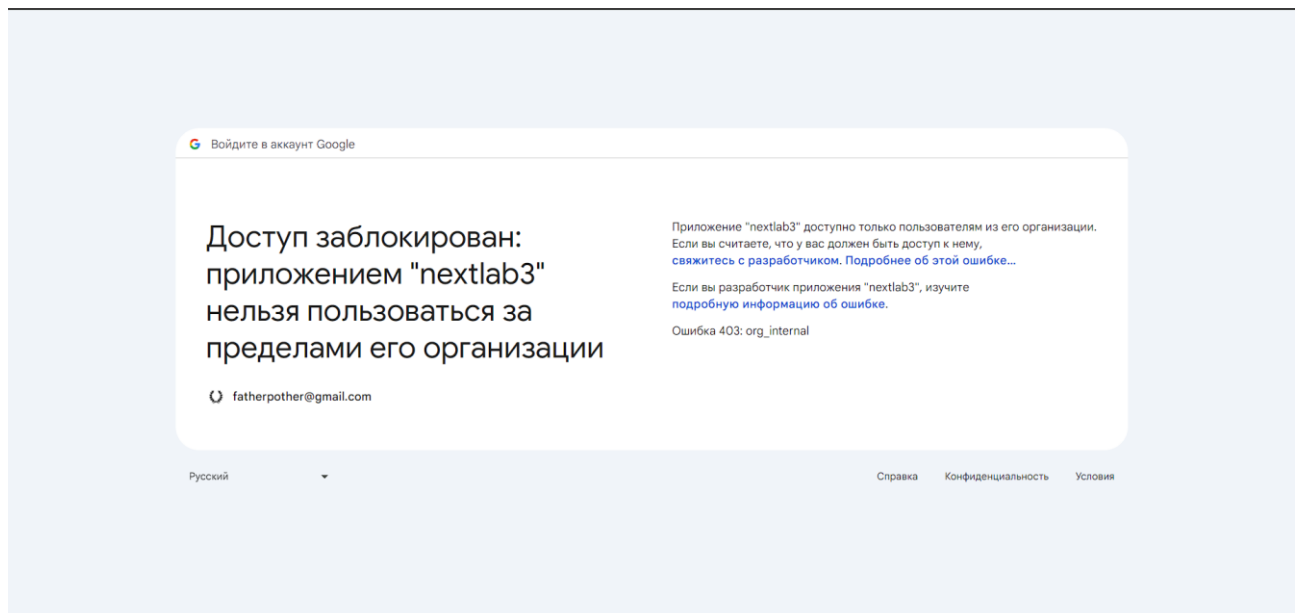 Войдите в аккаунт Google
Доступ заблокирован:
приложением "nextlab3"
нельзя пользоваться за
пределами его организации
fatherpother@gmail.com
Приложение "nextlab3" доступно только пользователям из его организации.
Если вы считаете, что у вас должен быть доступ к нему,
свяжитесь с разработчиком. Подробнее об этой ошибке…
Если вы разработчик приложения "nextlab3", изучите
подробную информацию об ошибке.
Ошибка 403: org_internal
Русский
Справка Конфиденциальность Условия